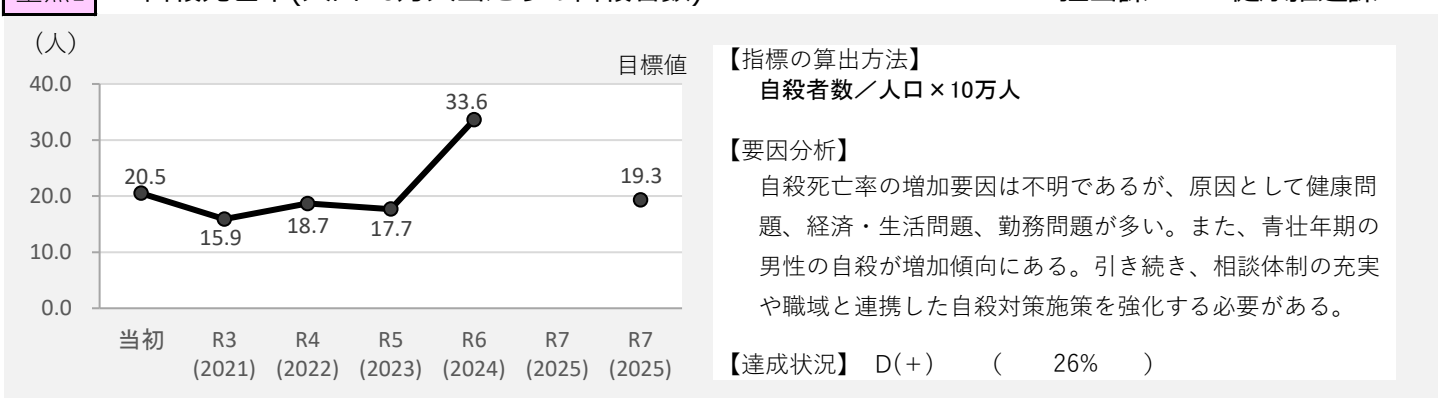 (人)
目標値
40.0
30.0
20.0
10.0
0.0
20.5
15.9
18.7
17.7
33.6
19.3
当初 R3 R4 R5 R6 R7 R7
(2021) (2022) (2023) (2024) (2025) (2025)
【指標の算出方法】
自殺者数／人口×10万人
【要因分析】
自殺死亡率の増加要因は不明であるが、原因として健康問
題、経済・生活問題、勤務問題が多い。また、青壮年期の
男性の自殺が増加傾向にある。引き続き、相談体制の充実
や職域と連携した自殺対策施策を強化する必要がある。
【達成状況】 D(+) ( 26% )